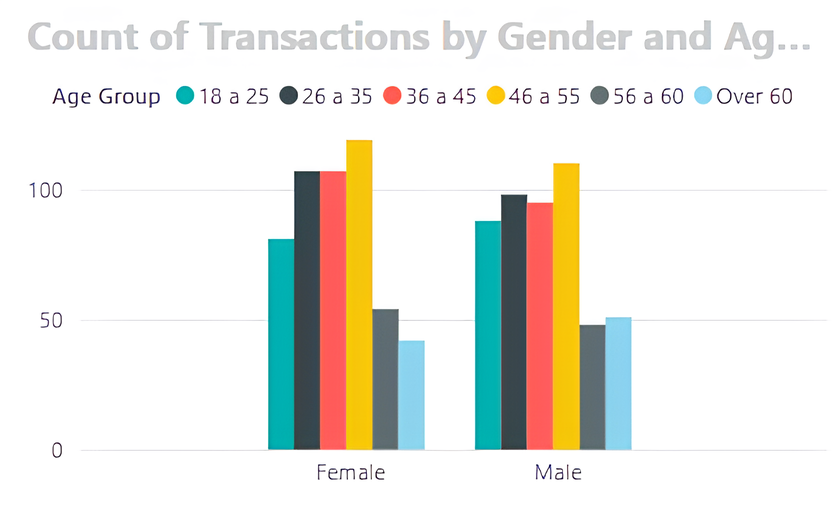 Count of Transactions by Gender and Ag...
Age Group 18 a 25 26 a 35 36 a 45 46 a 55 56 a 60 Over 60
100
50
0
Female Male